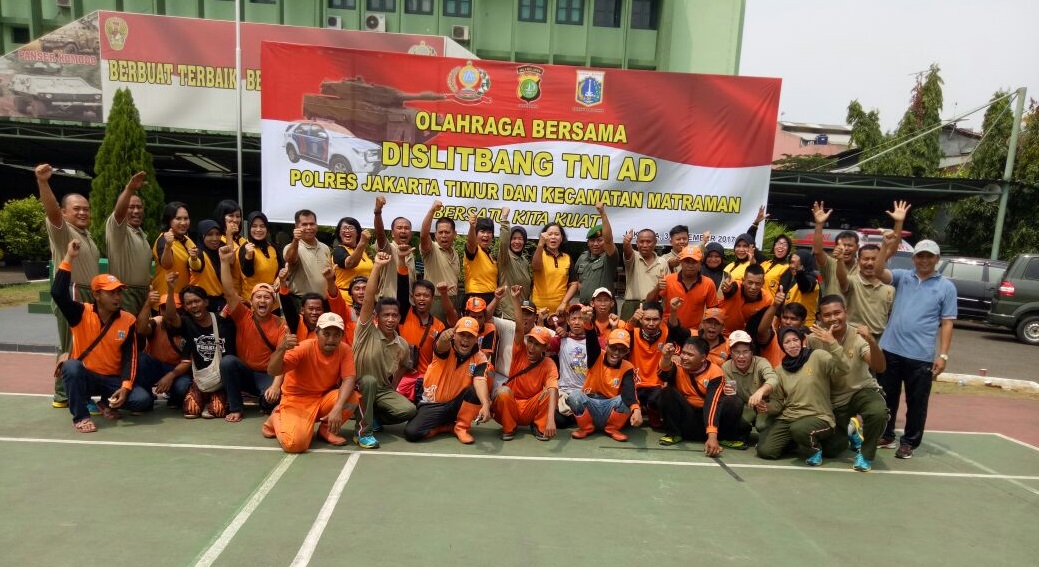 PANSER KOMODO
BERBUAT TERBAIK
OLAHRAGA BERSAMA
DISLITBANG TNI AD
POLRES JAKARTA TIMUR DAN KECAMATAN MATRAMAN
BERSATU KITA KUAT
2017